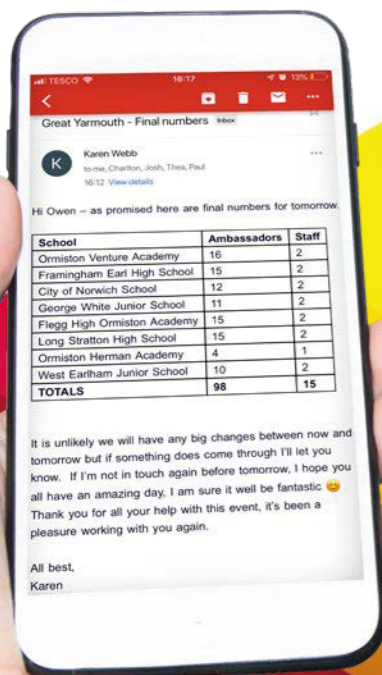 TESCO 16:17 13%
Great Yarmouth - Final numbers Inbox
K
Karen Webb
to me, Charlton, Josh, Thea, Paul
16:12 View details
Hi Owen – as promised here are final numbers for tomorrow.
School Ambassadors Staff
Ormiston Venture Academy 16 2
Framingham Earl High School 15 2
City of Norwich School 12 2
George White Junior School 11 2
Flegg High Ormiston Academy 15 2
Long Stratton High School 15 2
Ormiston Herman Academy 4 1
West Earlham Junior School 10 2
TOTALS 98 15
It is unlikely we will have any big changes between now and
tomorrow but if something does come through I'll let you
know. If I'm not in touch again before tomorrow, I hope you
all have an amazing day, I am sure it well be fantastic 😊
Thank you for all your help with this event, it's been a
pleasure working with you again.
All best,
Karen